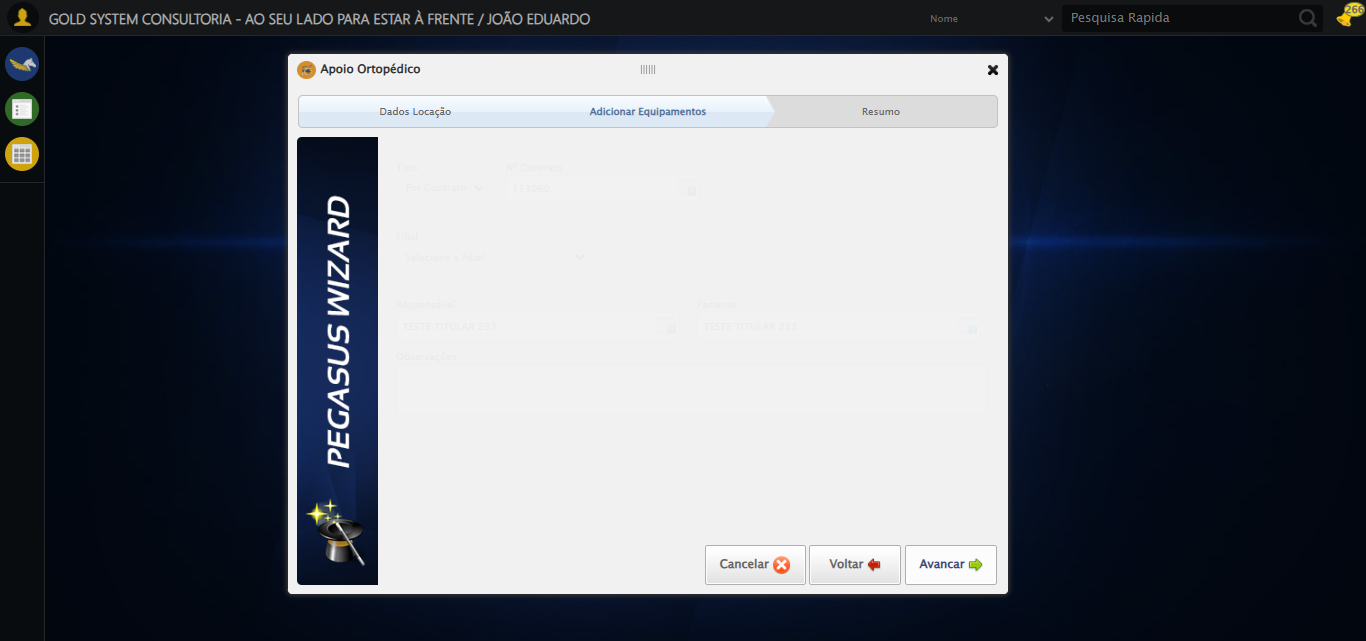 GOLD SYSTEM CONSULTORIA - AO SEU LADO PARA ESTAR À FRENTE / JOÃO EDUARDO
Nome
Pesquisa Rapida
266
Apoio Ortopédico
Dados Locação
Adicionar Equipamentos
Resumo
PEGASUS WIZARD
Tipo
Nº Contrato
Por Contrato
Filial
Selecione a filial
Responsável
TESTE TITULAR 233
TESTE TITULAR 233
Observações
Cancelar
Voltar
Avancar